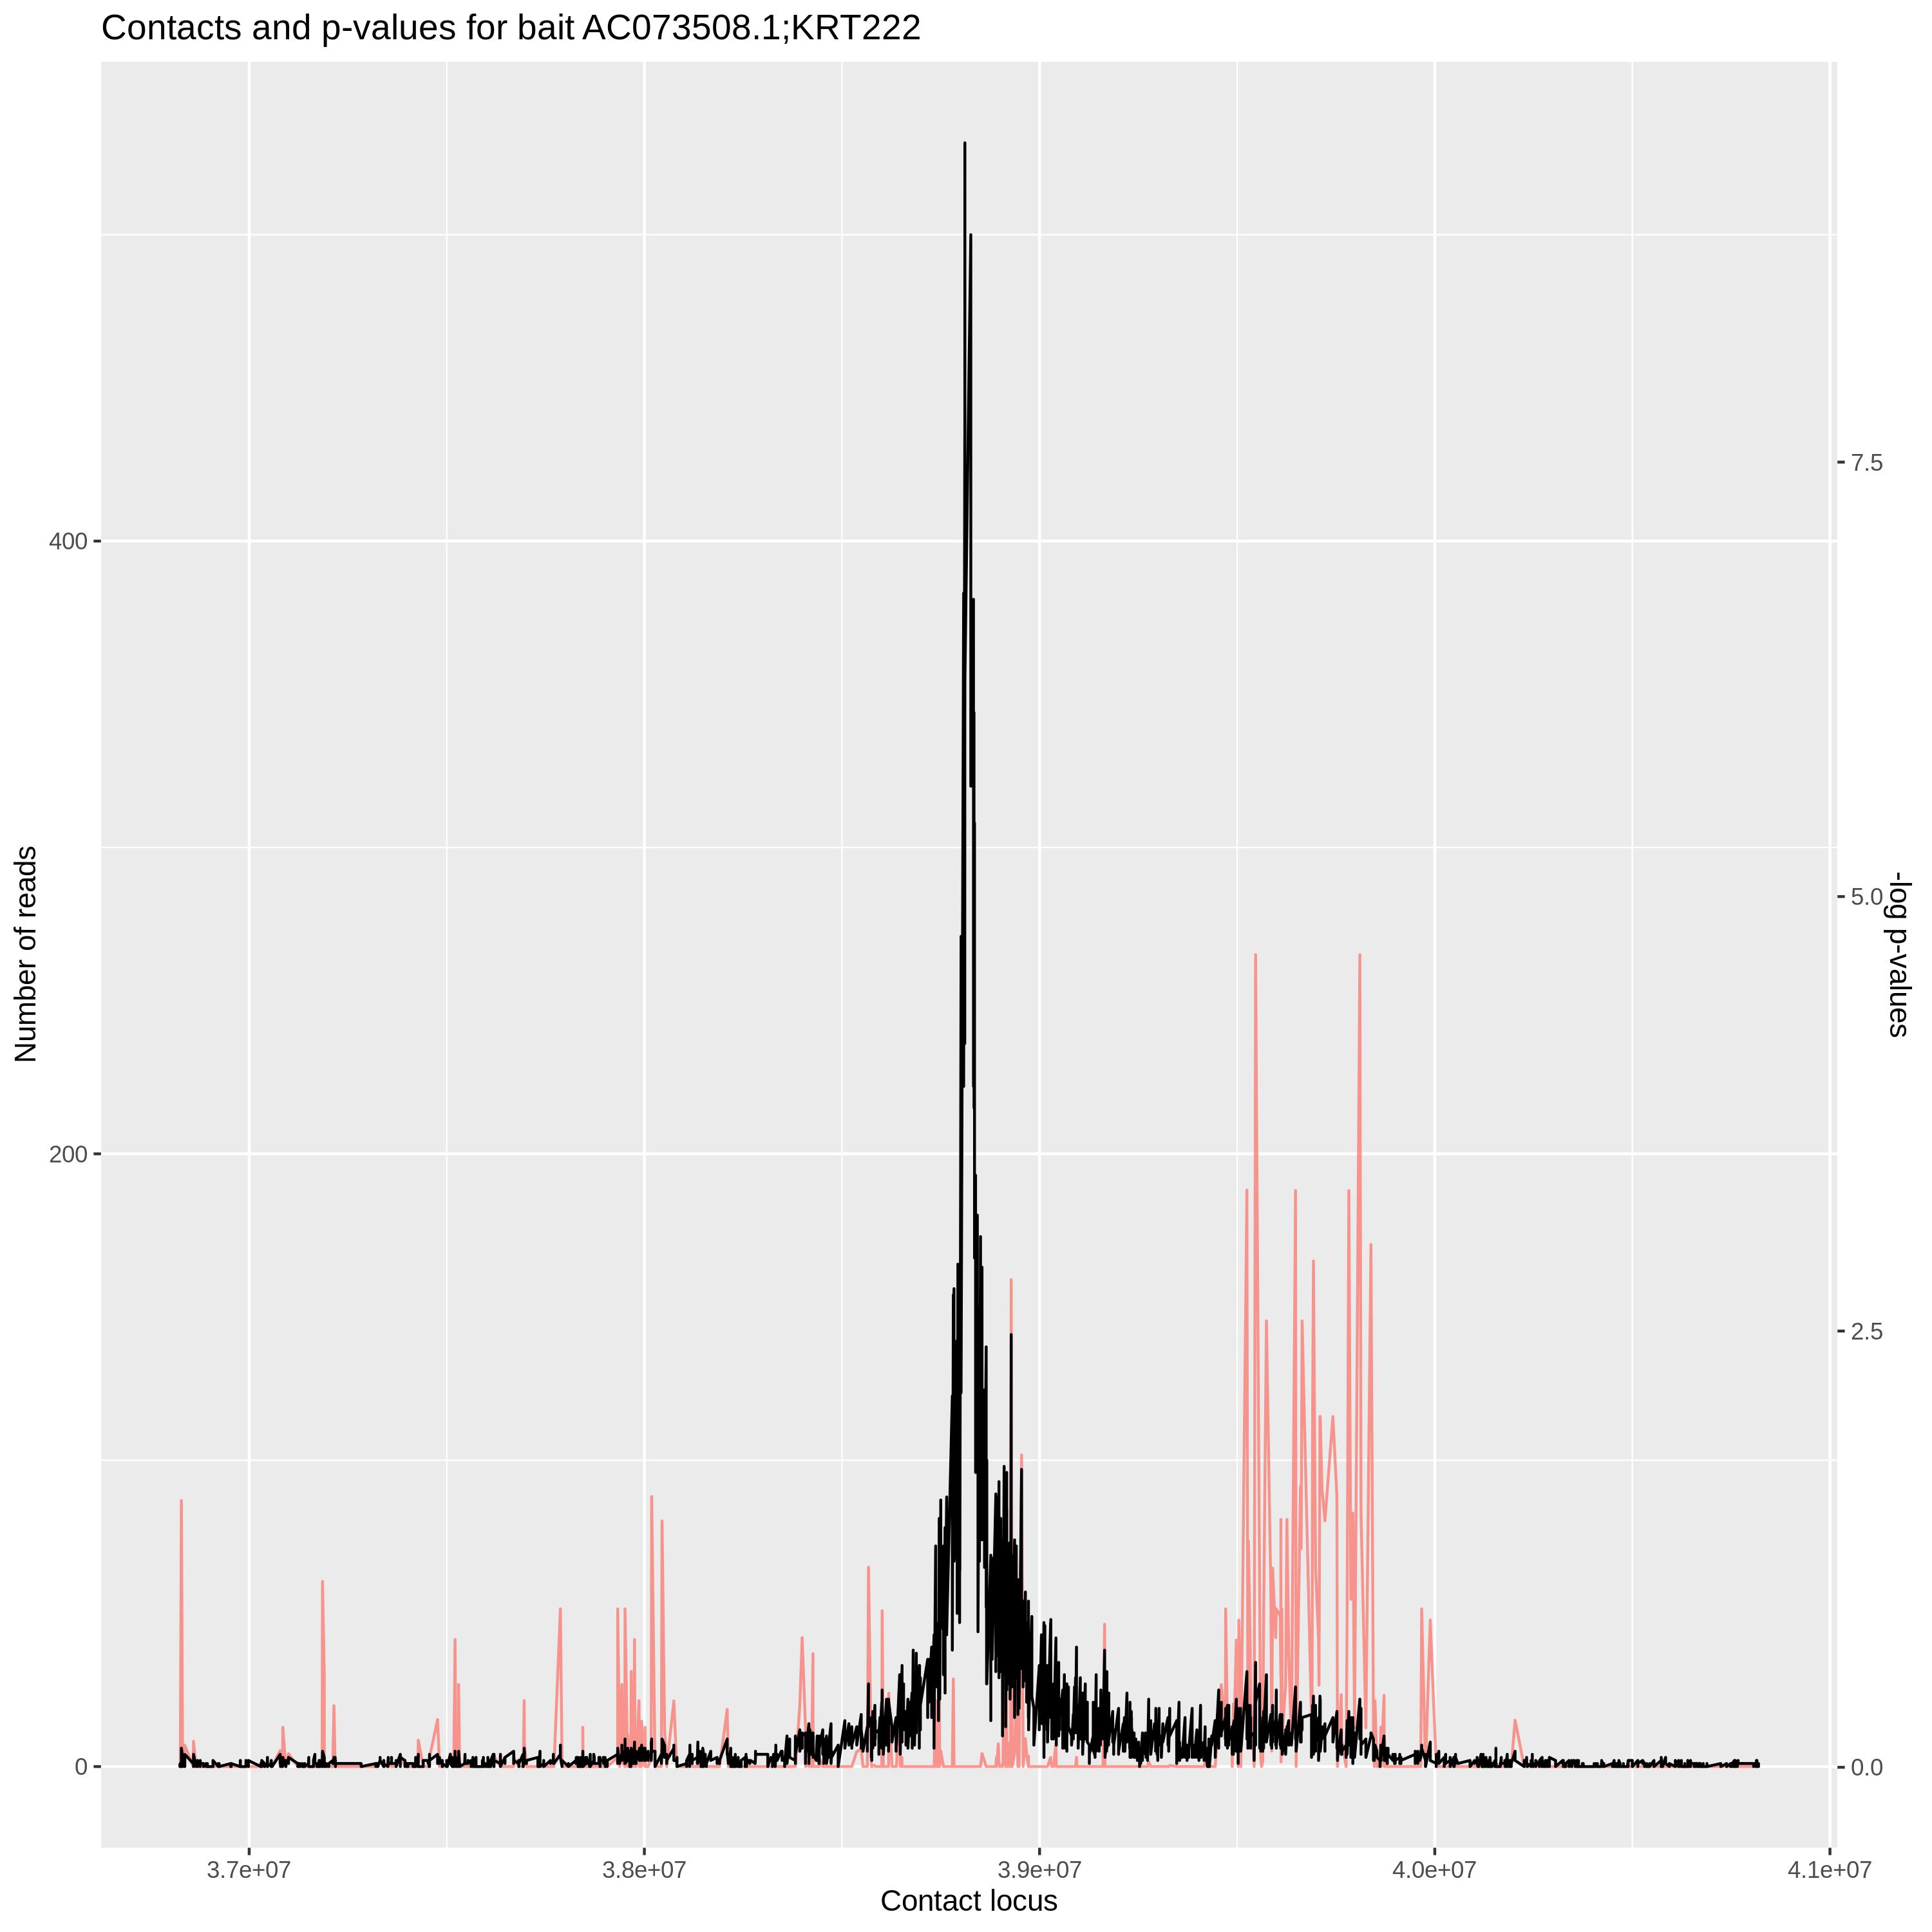 Contacts and p-values for bait AC073508.1;KRT222
Number of reads
400
200
0
7.5
5.0
2.5
0.0
-log p-values
3.7e+07
3.8e+07
3.9e+07
4.0e+07
4.1e+07
Contact locus